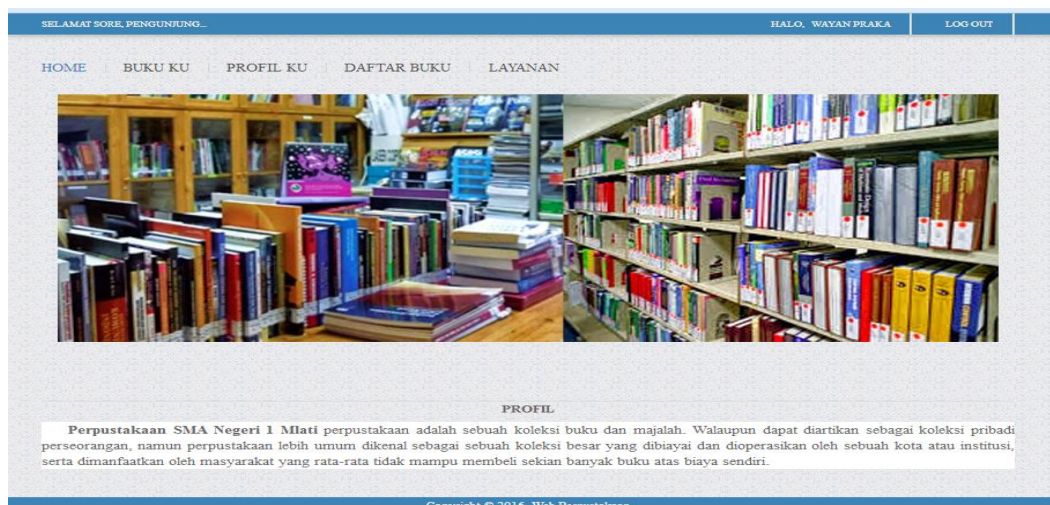 SELAMAT SORE, PENGUNJUNG...
HALO, WAYAN PRAKA
LOG OUT
HOME
BUKU KU
PROFIL KU
DAFTAR BUKU
LAYANAN
PROFIL
Perpustakaan SMA Negeri 1 Mlati perpustakaan adalah sebuah koleksi buku dan majalah. Walaupun dapat diartikan sebagai koleksi pribadi
perseorangan, namun perpustakaan lebih umum dikenal sebagai sebuah koleksi besar yang dibiayai dan dioperasikan oleh sebuah kota atau institusi,
serta dimanfaatkan oleh masyarakat yang rata-rata tidak mampu membeli sekian banyak buku atas biaya sendiri.
Copyright © 2016 Web